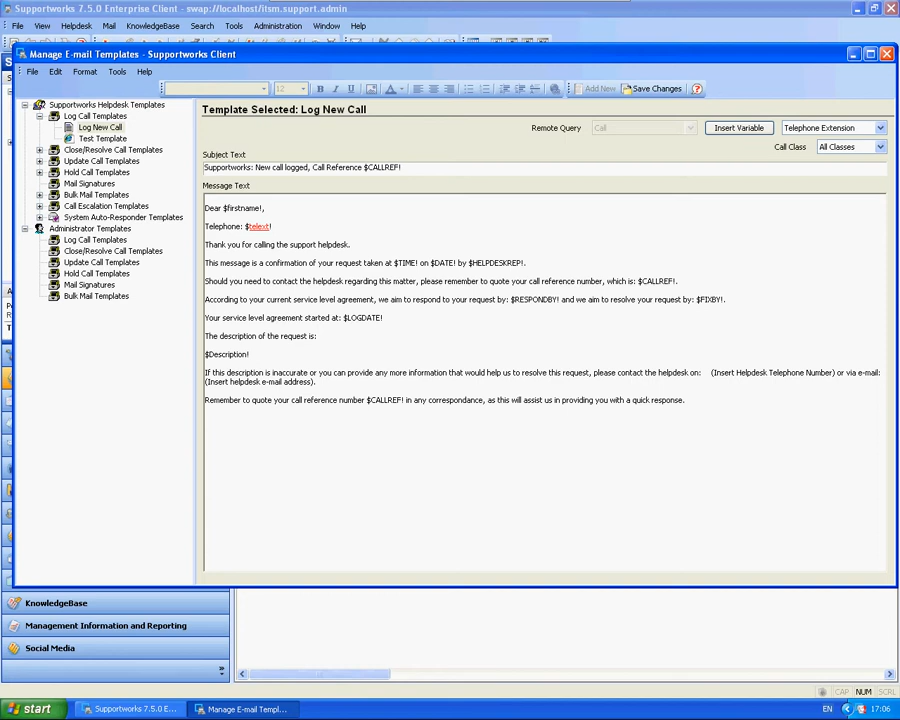 Supportworks 7.5.0 Enterprise Client - swap://localhost/itsm.support.admin
File View Helpdesk Mail KnowledgeBase Search Tools Administration Window Help
Manage E-mail Templates - Supportworks Client
File Edit Format Tools Help
12 B I U A Add New Save Changes
Supportworks Helpdesk Templates
Log Call Templates
Log New Call
Test Template
Close/Resolve Call Templates
Update Call Templates
Hold Call Templates
Mail Signatures
Bulk Mail Templates
Call Escalation Templates
System Auto-Responder Templates
Administrator Templates
Log Call Templates
Close/Resolve Call Templates
Update Call Templates
Hold Call Templates
Mail Signatures
Bulk Mail Templates
Template Selected: Log New Call
Remote Query Call Insert Variable Telephone Extension
Call Class All Classes
Subject Text
Supportworks: New call logged, Call Reference $CALLREF!
Message Text
Dear $firstname!,
Telephone: $telext!
Thank you for calling the support helpdesk.
This message is a confirmation of your request taken at $TIME! on $DATE! by $HELPDESKREP!.
Should you need to contact the helpdesk regarding this matter, please remember to quote your call reference number, which is: $CALLREF!.
According to your current service level agreement, we aim to respond to your request by: $RESPONDBY! and we aim to resolve your request by: $FIXBY!.
Your service level agreement started at: $LOGDATE!
The description of the request is:
$Description!
If this description is inaccurate or you can provide any more information that would help us to resolve this request, please contact the helpdesk on: (Insert Helpdesk Telephone Number) or via e-mail:
(Insert helpdesk e-mail address).
Remember to quote your call reference number $CALLREF! in any correspondence, as this will assist us in providing you with a quick response.
KnowledgeBase
Management Information and Reporting
Social Media
CAP NUM SCRL
start Supportworks 7.5.0 E... Manage E-mail Templ... EN 17:06